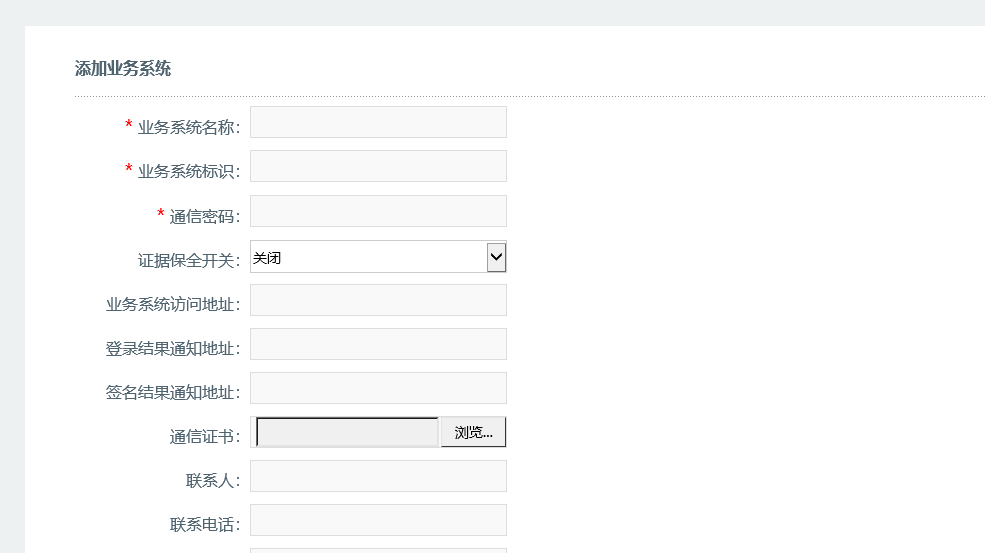 添加业务系统
* 业务系统名称：
* 业务系统标识：
* 通信密码：
证据保全开关： 关闭
业务系统访问地址：
登录结果通知地址：
签名结果通知地址：
通信证书： 浏览...
联系人：
联系电话：